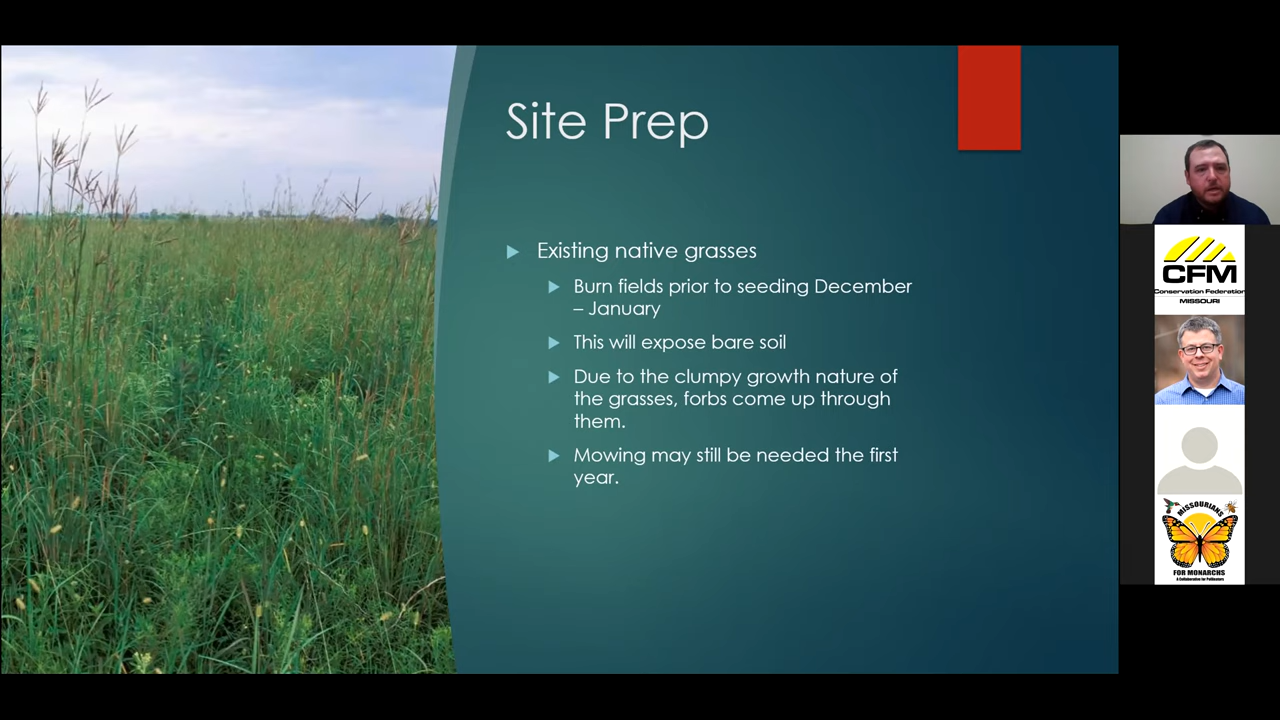 Site Prep
Existing native grasses
Burn fields prior to seeding December
– January
This will expose bare soil
Due to the clumpy growth nature of
the grasses, forbs come up through
them.
Mowing may still be needed the first
year.
CFM
Conservation Federation
MISSOURI
MISSOURIANS
FOR MONARCHS
A Collaborative for Pollinators